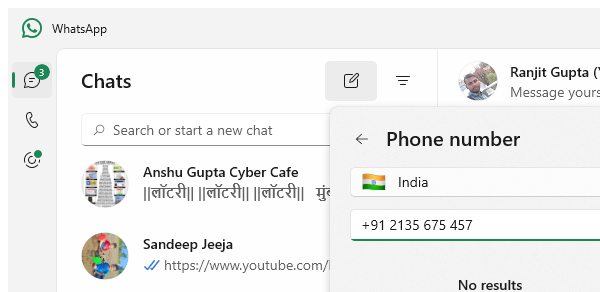 WhatsApp
3
Chats
Search or start a new chat
Anshu Gupta Cyber Cafe
||लॉटरी|| ||लॉटरी|| ||लॉटरी||
Sandeep Jeeja
https://www.youtube.com/
Ranjit Gupta (Y
Message yours
Phone number
India
+91 2135 675 457
No results